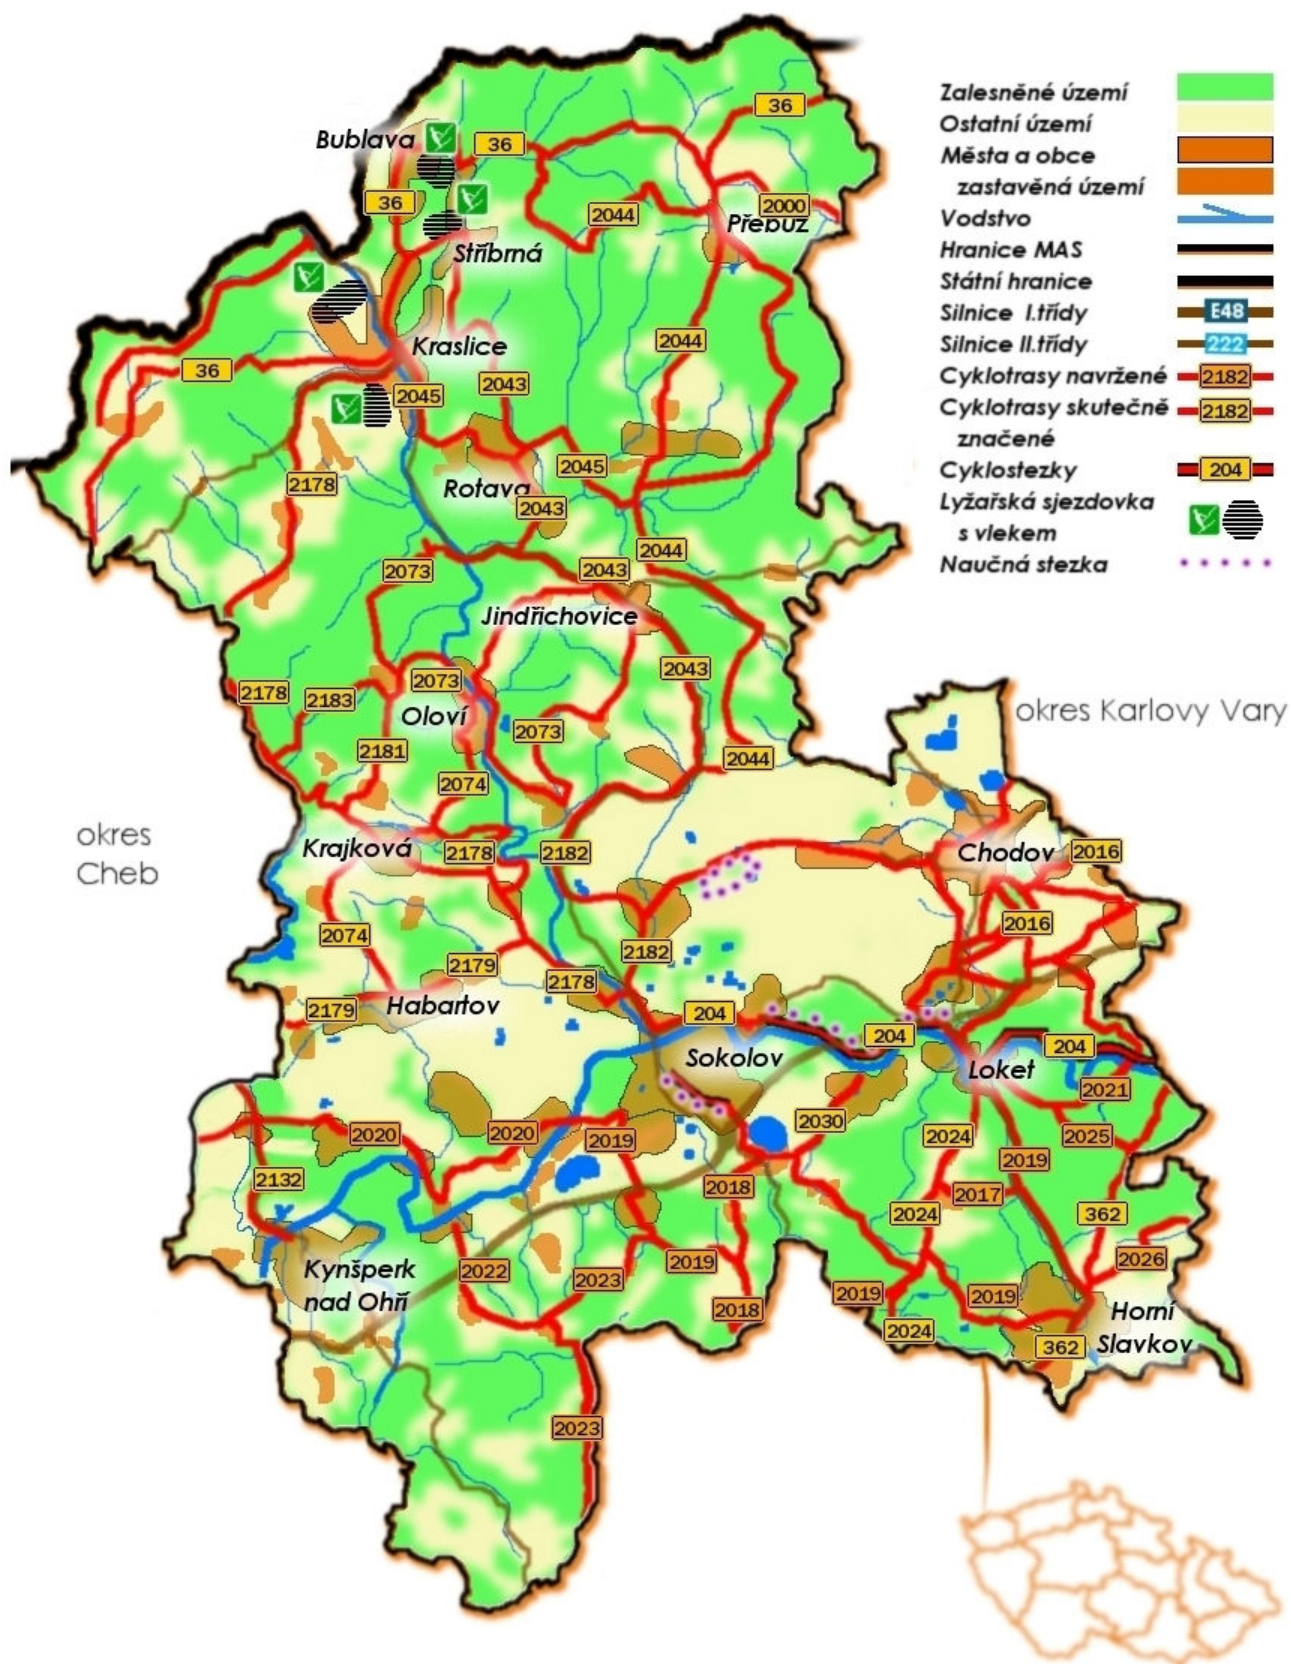 36
Bublava
36
36
Stříbrná
2044
2000
Přebuz
Zalesněné území
Ostatní území
Města a obce
zastavěná území
Vodstvo
Hranice MAS
Státní hranice
Silnice I.třídy E48
Silnice II.třídy 222
Cyklotrasy navržené 2182
Cyklotrasy skutečně 2182
značené
Cyklostezky 204
Lyžařská sjezdovka
s vlekem
Naučná stezka
Kraslice
2044
36
2043
2045
2045
2178
Rotava
2043
2044
2073
2043
Jindřichovice
2043
2073
2178
2183
Oloví
2073
2181
2044
2074
okres Karlovy Vary
okres
Cheb
Krajková
2178
2182
Chodov
2016
2016
2074
2182
2179
2178
Habartov
2179
204
204
204
Sokolov
Loket
2021
2030
2020
2020
2019
2024
2025
2019
2132
2018
2017
2024
362
2019
2026
2022
2023
Kynšperk
nad Ohří
2019
2019
2018
Horní
Slavkov
2024
362
2023